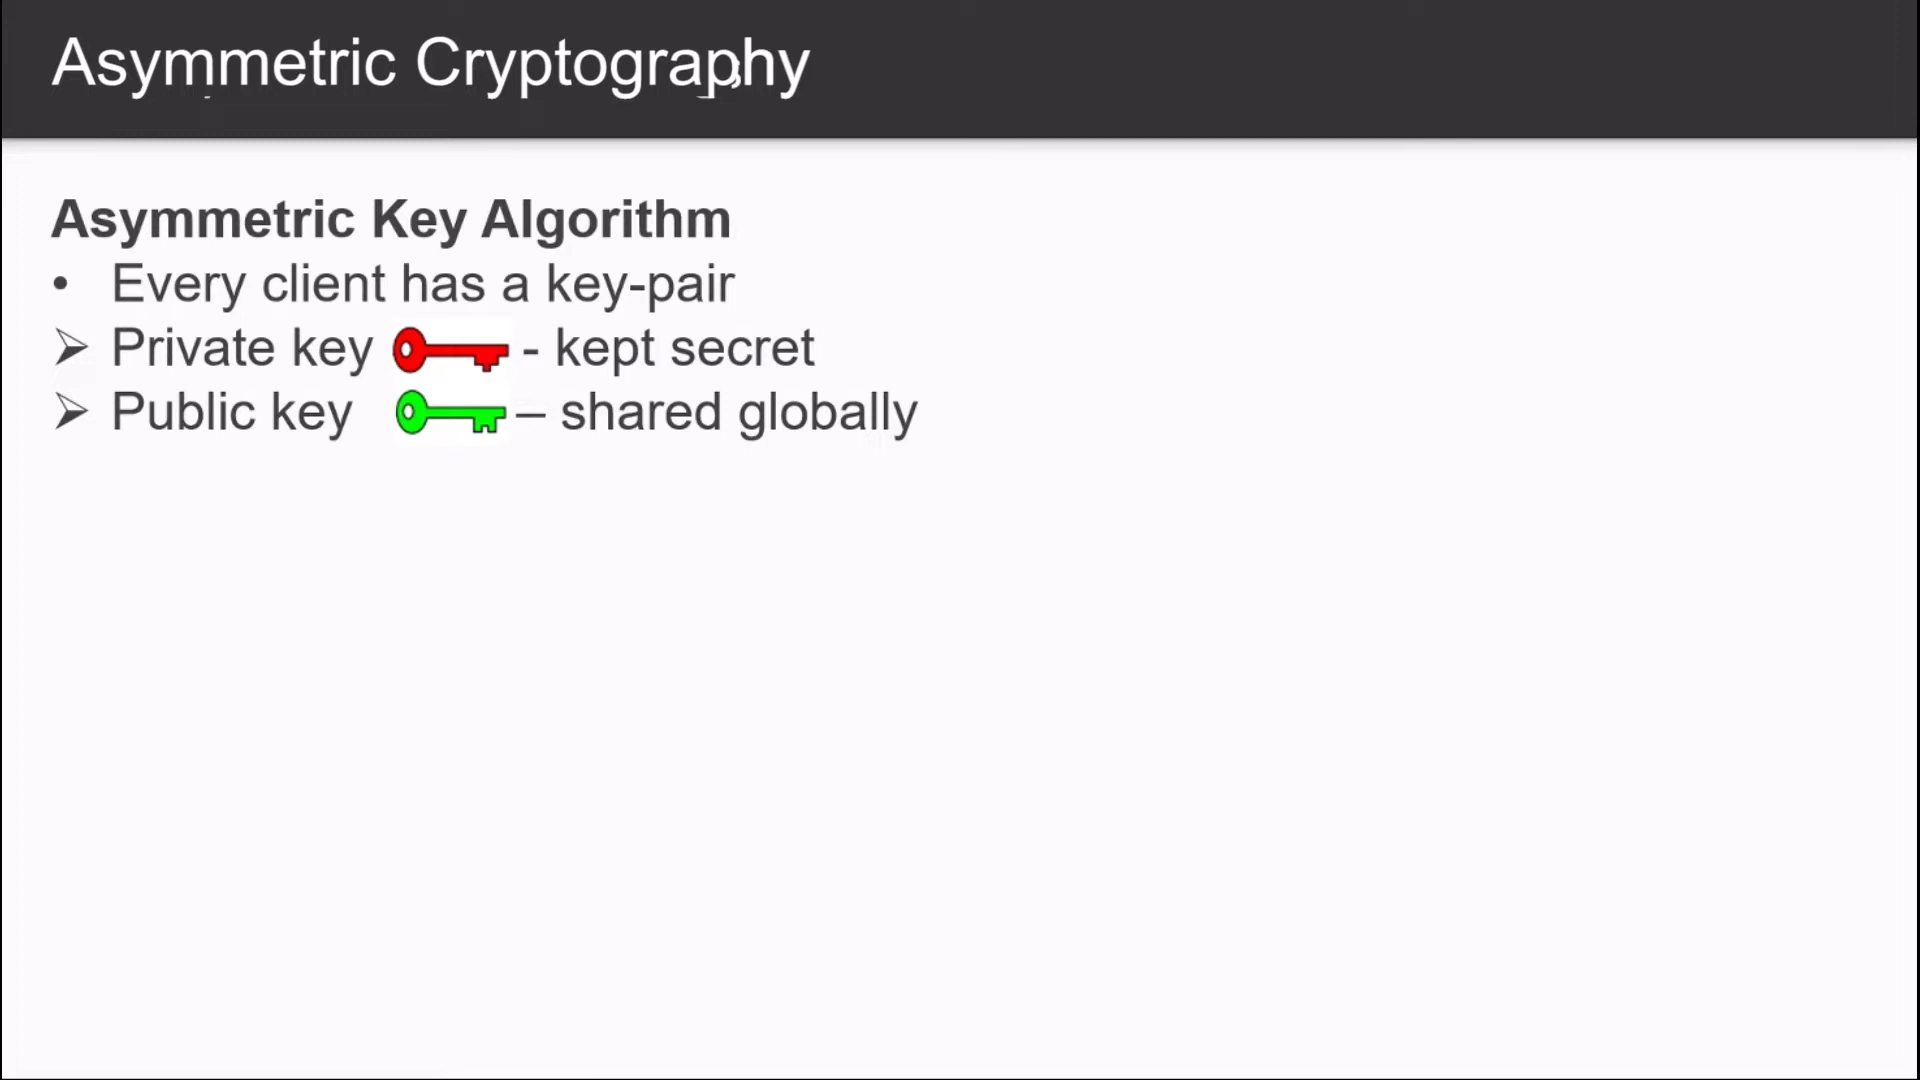 Asymmetric Cryptography
Asymmetric Key Algorithm
• Every client has a key-pair
➢ Private key - kept secret
➢ Public key – shared globally